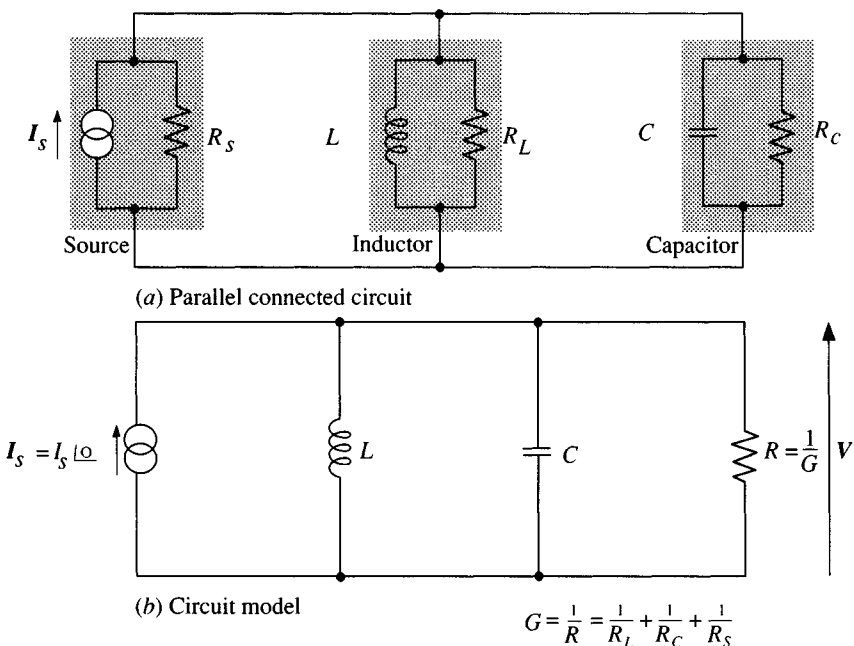 I_s R_s L R_L C R_C
Source Inductor Capacitor
(a) Parallel connected circuit
I_s = I_s ∠0 L C R = 1/G V
(b) Circuit model
G = 1/R = 1/R_L + 1/R_C + 1/R_S